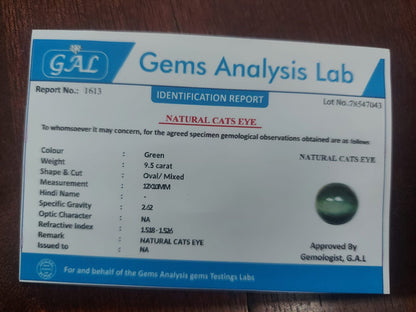 GAL
Gems Analysis Lab
Report No.: 1613
IDENTIFICATION REPORT
Lot No.:7X547043
NATURAL CATS EYE
To whomsoever it may concern, for the agreed specimen gemological observations obtained are as follows:
Colour : Green
Weight : 9.5 carat
Shape & Cut : Oval/ Mixed
Measurement : 12X10MM
Hindi Name : -
Specific Gravity : 2.62
Optic Character : NA
Refractive Index : 1.518 - 1.526
Remark : NATURAL CATS EYE
Issued to : NA
NATURAL CATS EYE
Approved By
Gemologist, G.A.L
For and behalf of the Gems Analysis gems Testings Labs